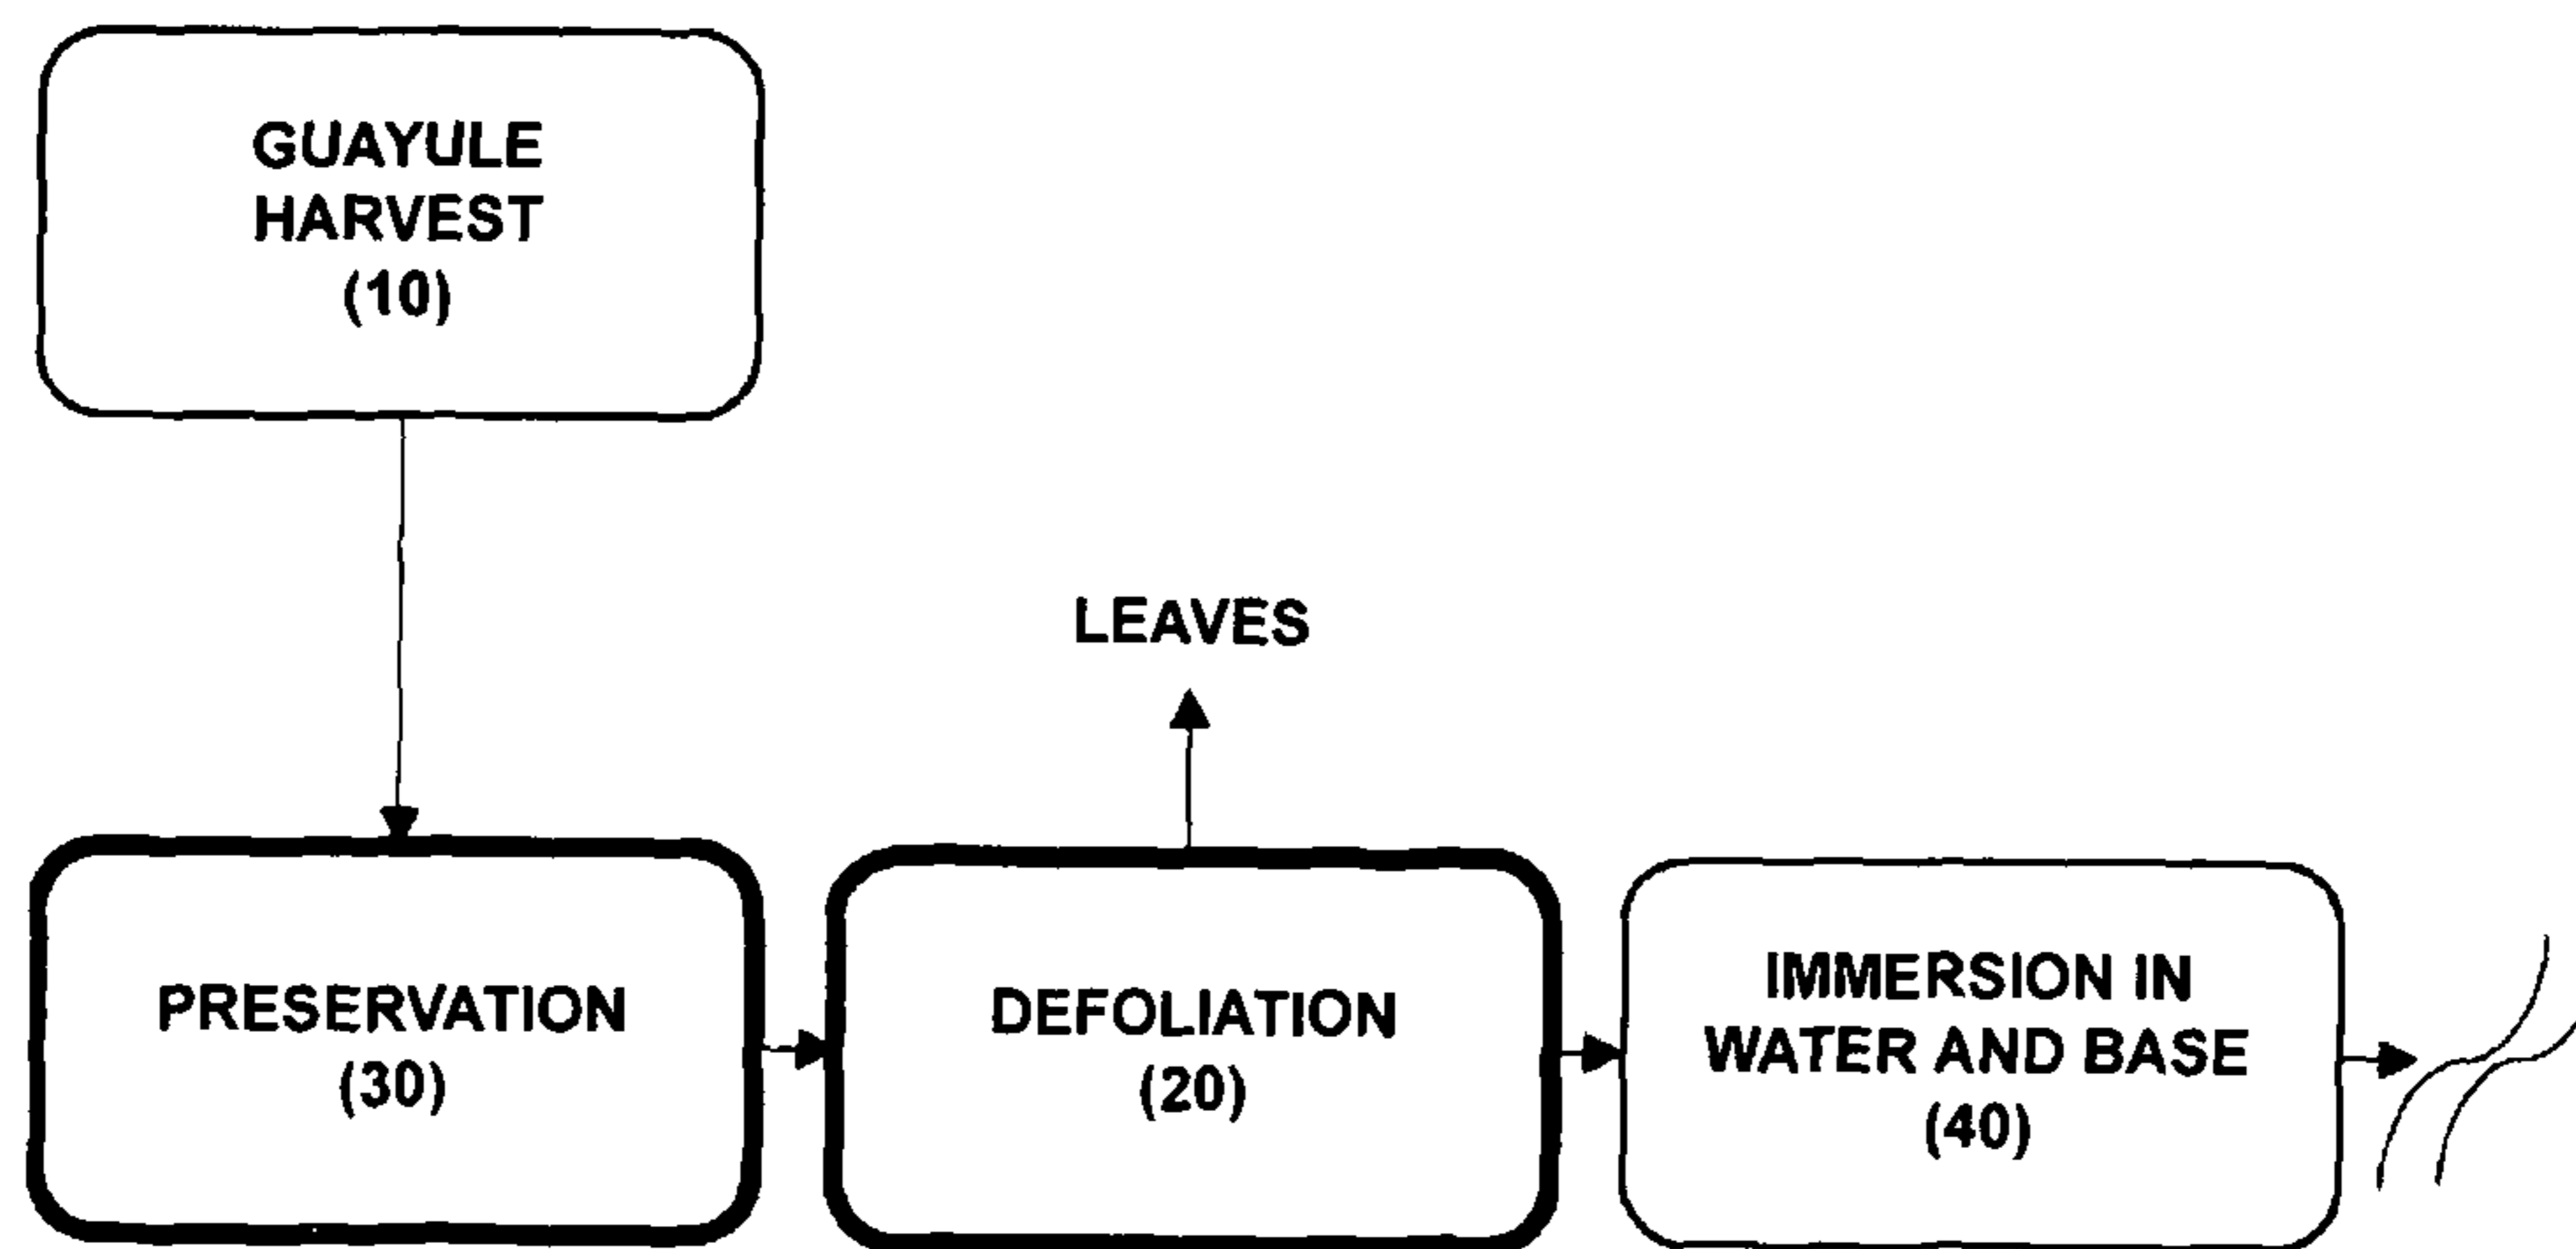 GUAYULE
HARVEST
(10)
LEAVES
PRESERVATION
(30)
DEFOLIATION
(20)
IMMERSION IN
WATER AND BASE
(40)